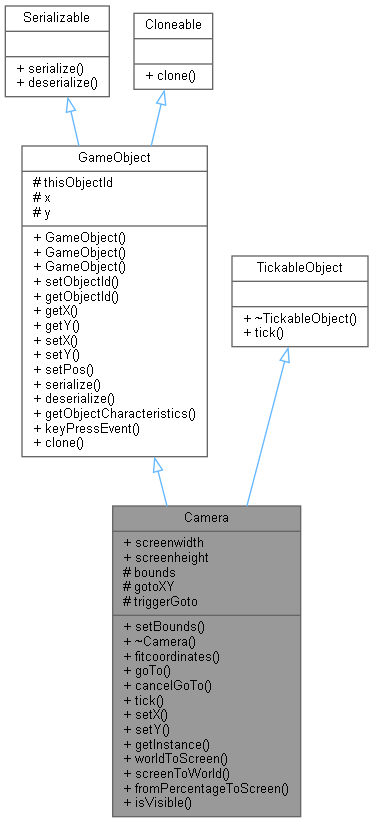 Serializable
+ serialize()
+ deserialize()
Cloneable
+ clone()
GameObject
# thisObjectId
# x
# y
+ GameObject()
+ GameObject()
+ GameObject()
+ setObjectId()
+ getObjectId()
+ getX()
+ getY()
+ setX()
+ setY()
+ setPos()
+ serialize()
+ deserialize()
+ getObjectCharacteristics()
+ keyPressEvent()
+ clone()
TickableObject
+ ~TickableObject()
+ tick()
Camera
+ screenwidth
+ screenheight
# bounds
# gotoXY
# triggerGoto
+ setBounds()
+ ~Camera()
+ fitcoordinates()
+ goTo()
+ cancelGoTo()
+ tick()
+ setX()
+ setY()
+ getInstance()
+ worldToScreen()
+ screenToWorld()
+ fromPercentageToScreen()
+ isVisible()